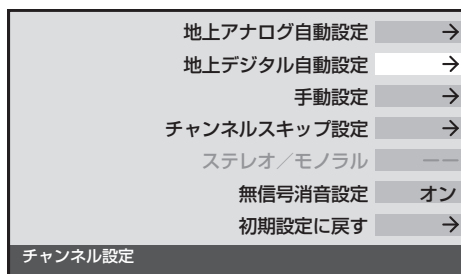 地上アナログ自動設定 →
地上デジタル自動設定 →
手動設定 →
チャンネルスキップ設定 →
ステレオ／モノラル ーー
無信号消音設定 オン
初期設定に戻す →
チャンネル設定